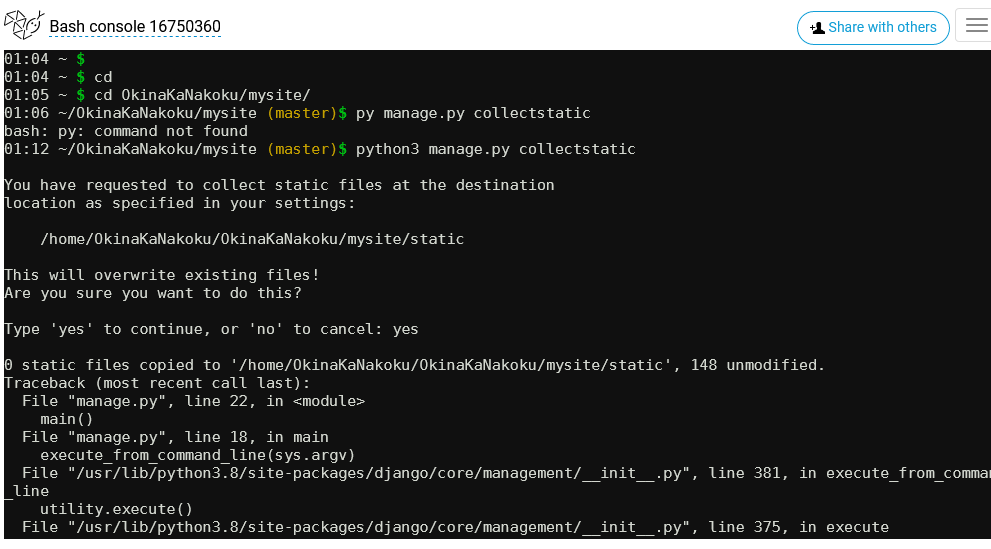 Bash console 16750360
Share with others
01:04 ~ $
01:04 ~ $ cd
01:05 ~ $ cd OkinaKaNakoku/mysite/
01:06 ~/OkinaKaNakoku/mysite (master)$ py manage.py collectstatic
bash: py: command not found
01:12 ~/OkinaKaNakoku/mysite (master)$ python3 manage.py collectstatic
You have requested to collect static files at the destination
location as specified in your settings:
/home/OkinaKaNakoku/OkinaKaNakoku/mysite/static
This will overwrite existing files!
Are you sure you want to do this?
Type 'yes' to continue, or 'no' to cancel: yes
0 static files copied to '/home/OkinaKaNakoku/OkinaKaNakoku/mysite/static', 148 unmodified.
Traceback (most recent call last):
File "manage.py", line 22, in <module>
main()
File "manage.py", line 18, in main
execute_from_command_line(sys.argv)
File "/usr/lib/python3.8/site-packages/django/core/management/__init__.py", line 381, in execute_from_comman
_line
utility.execute()
File "/usr/lib/python3.8/site-packages/django/core/management/__init__.py", line 375, in execute